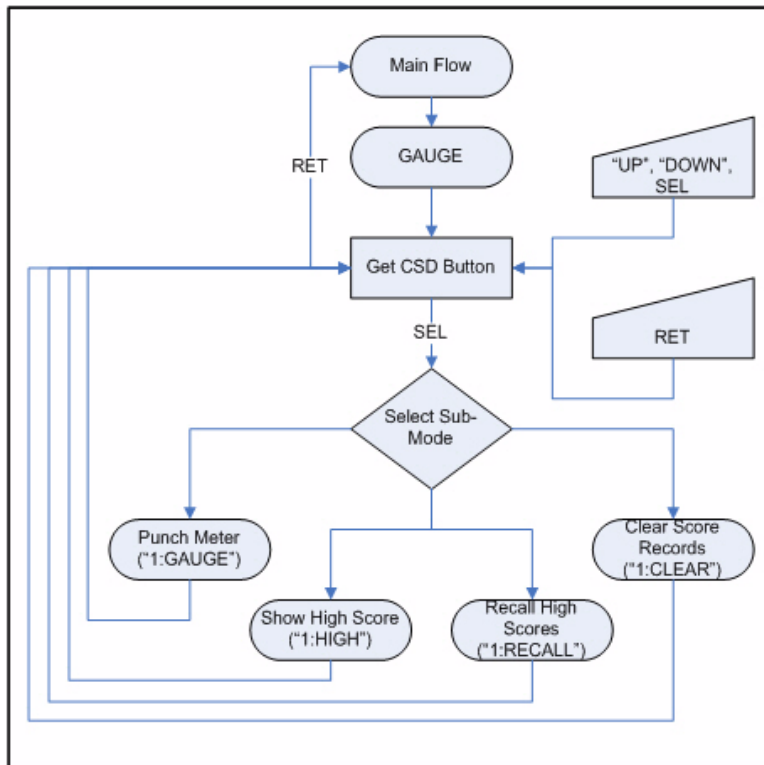 Main Flow
GAUGE
RET
“UP”, “DOWN”,
SEL
Get CSD Button
RET
SEL
Select Sub-
Mode
Punch Meter
(“1:GAUGE”)
Show High Score
(“1:HIGH”)
Recall High
Scores
(“1:RECALL”)
Clear Score
Records
(“1:CLEAR”)